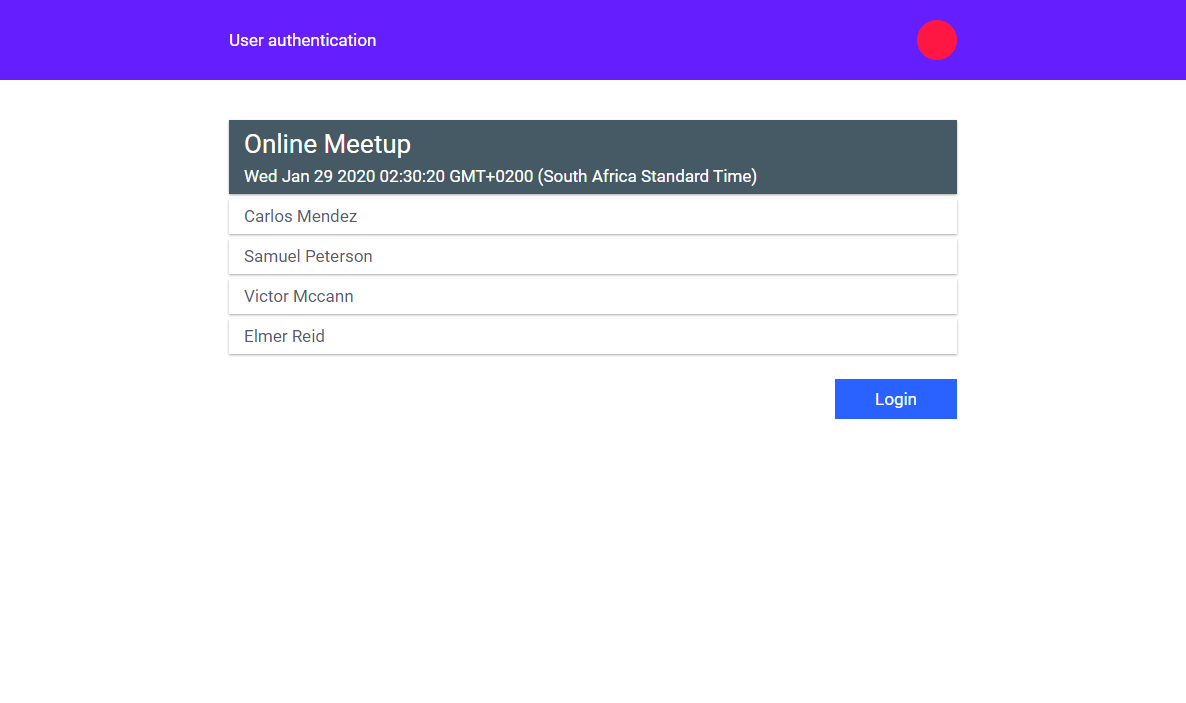 User authentication
Online Meetup
Wed Jan 29 2020 02:30:20 GMT+0200 (South Africa Standard Time)
Carlos Mendez
Samuel Peterson
Victor Mccann
Elmer Reid
Login